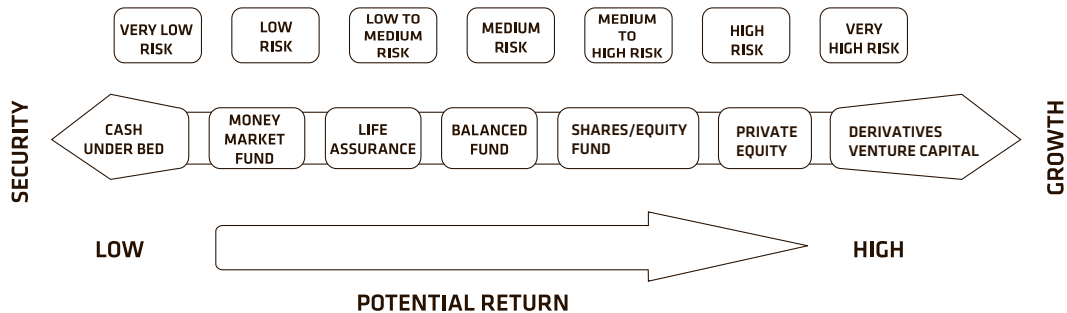 VERY LOW
RISK
LOW
RISK
LOW TO
MEDIUM
RISK
MEDIUM
RISK
MEDIUM
TO
HIGH RISK
HIGH
RISK
VERY
HIGH RISK
SECURITY
CASH
UNDER BED
MONEY
MARKET
FUND
LIFE
ASSURANCE
BALANCED
FUND
SHARES/EQUITY
FUND
PRIVATE
EQUITY
DERIVATIVES
VENTURE CAPITAL
GROWTH
LOW
HIGH
POTENTIAL RETURN